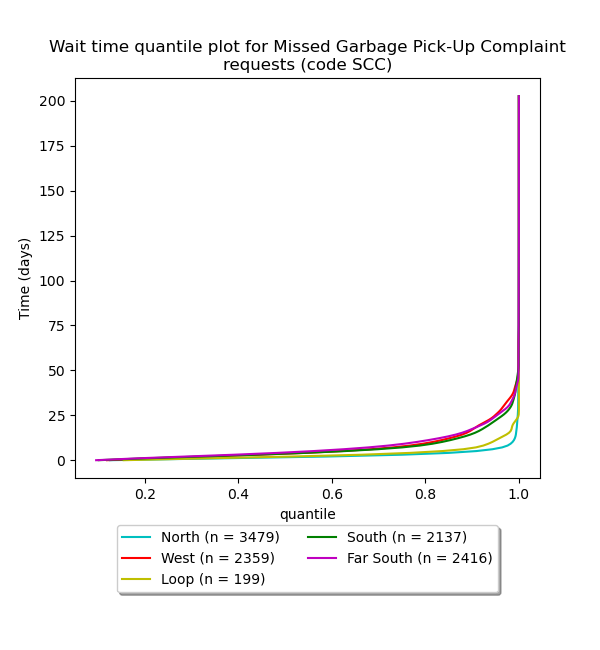 Wait time quantile plot for Missed Garbage Pick-Up Complaint
requests (code SCC)
200
175
150
125
100
75
50
25
0
Time (days)
0.2 0.4 0.6 0.8 1.0
quantile
North (n = 3479)
West (n = 2359)
Loop (n = 199)
South (n = 2137)
Far South (n = 2416)